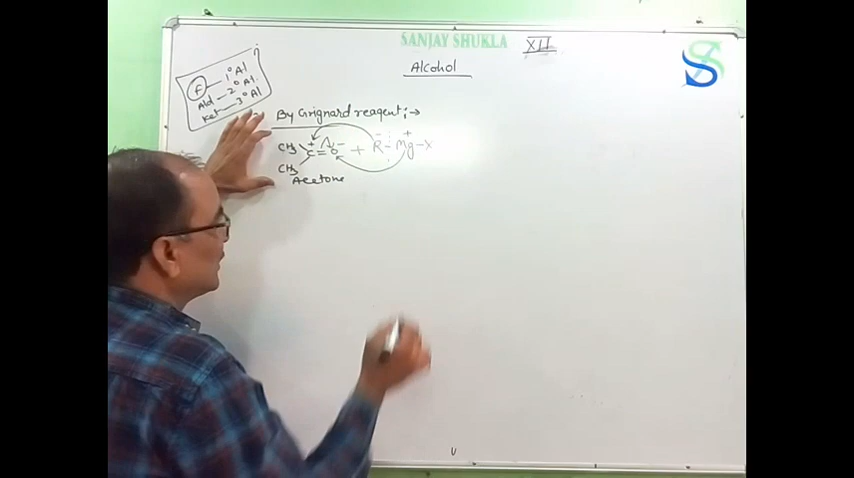 SANJAY SHUKLA
XII
Alcohol
F — 1° Al
Ald — 2° Al.
Ket — 3° Al
By Grignard reagent :→
CH3
C = O + R - Mg - X
CH3
Acetone
S